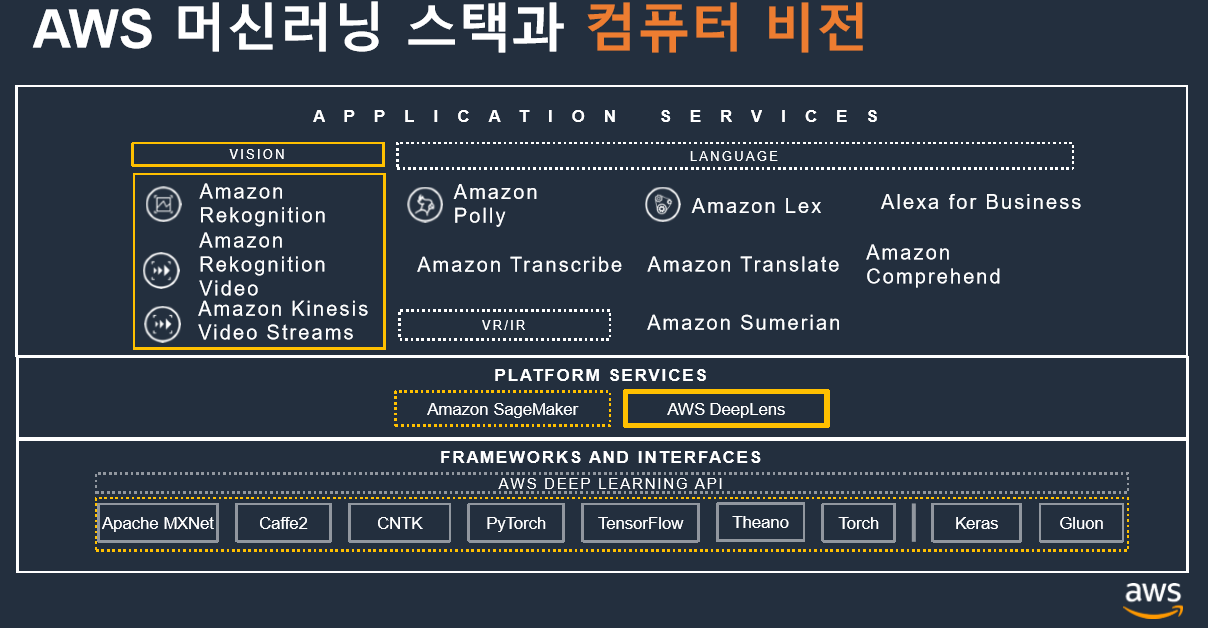 AWS 머신러닝 스택과 컴퓨터 비전
APPLICATION SERVICES
VISION
LANGUAGE
Amazon
Rekognition
Amazon
Rekognition
Video
Amazon Kinesis
Video Streams
Amazon
Polly
Amazon Lex
Alexa for Business
Amazon Transcribe
Amazon Translate
Amazon
Comprehend
VR/IR
Amazon Sumerian
PLATFORM SERVICES
Amazon SageMaker
AWS DeepLens
FRAMEWORKS AND INTERFACES
AWS DEEP LEARNING API
Apache MXNet
Caffe2
CNTK
PyTorch
TensorFlow
Theano
Torch
Keras
Gluon
aws